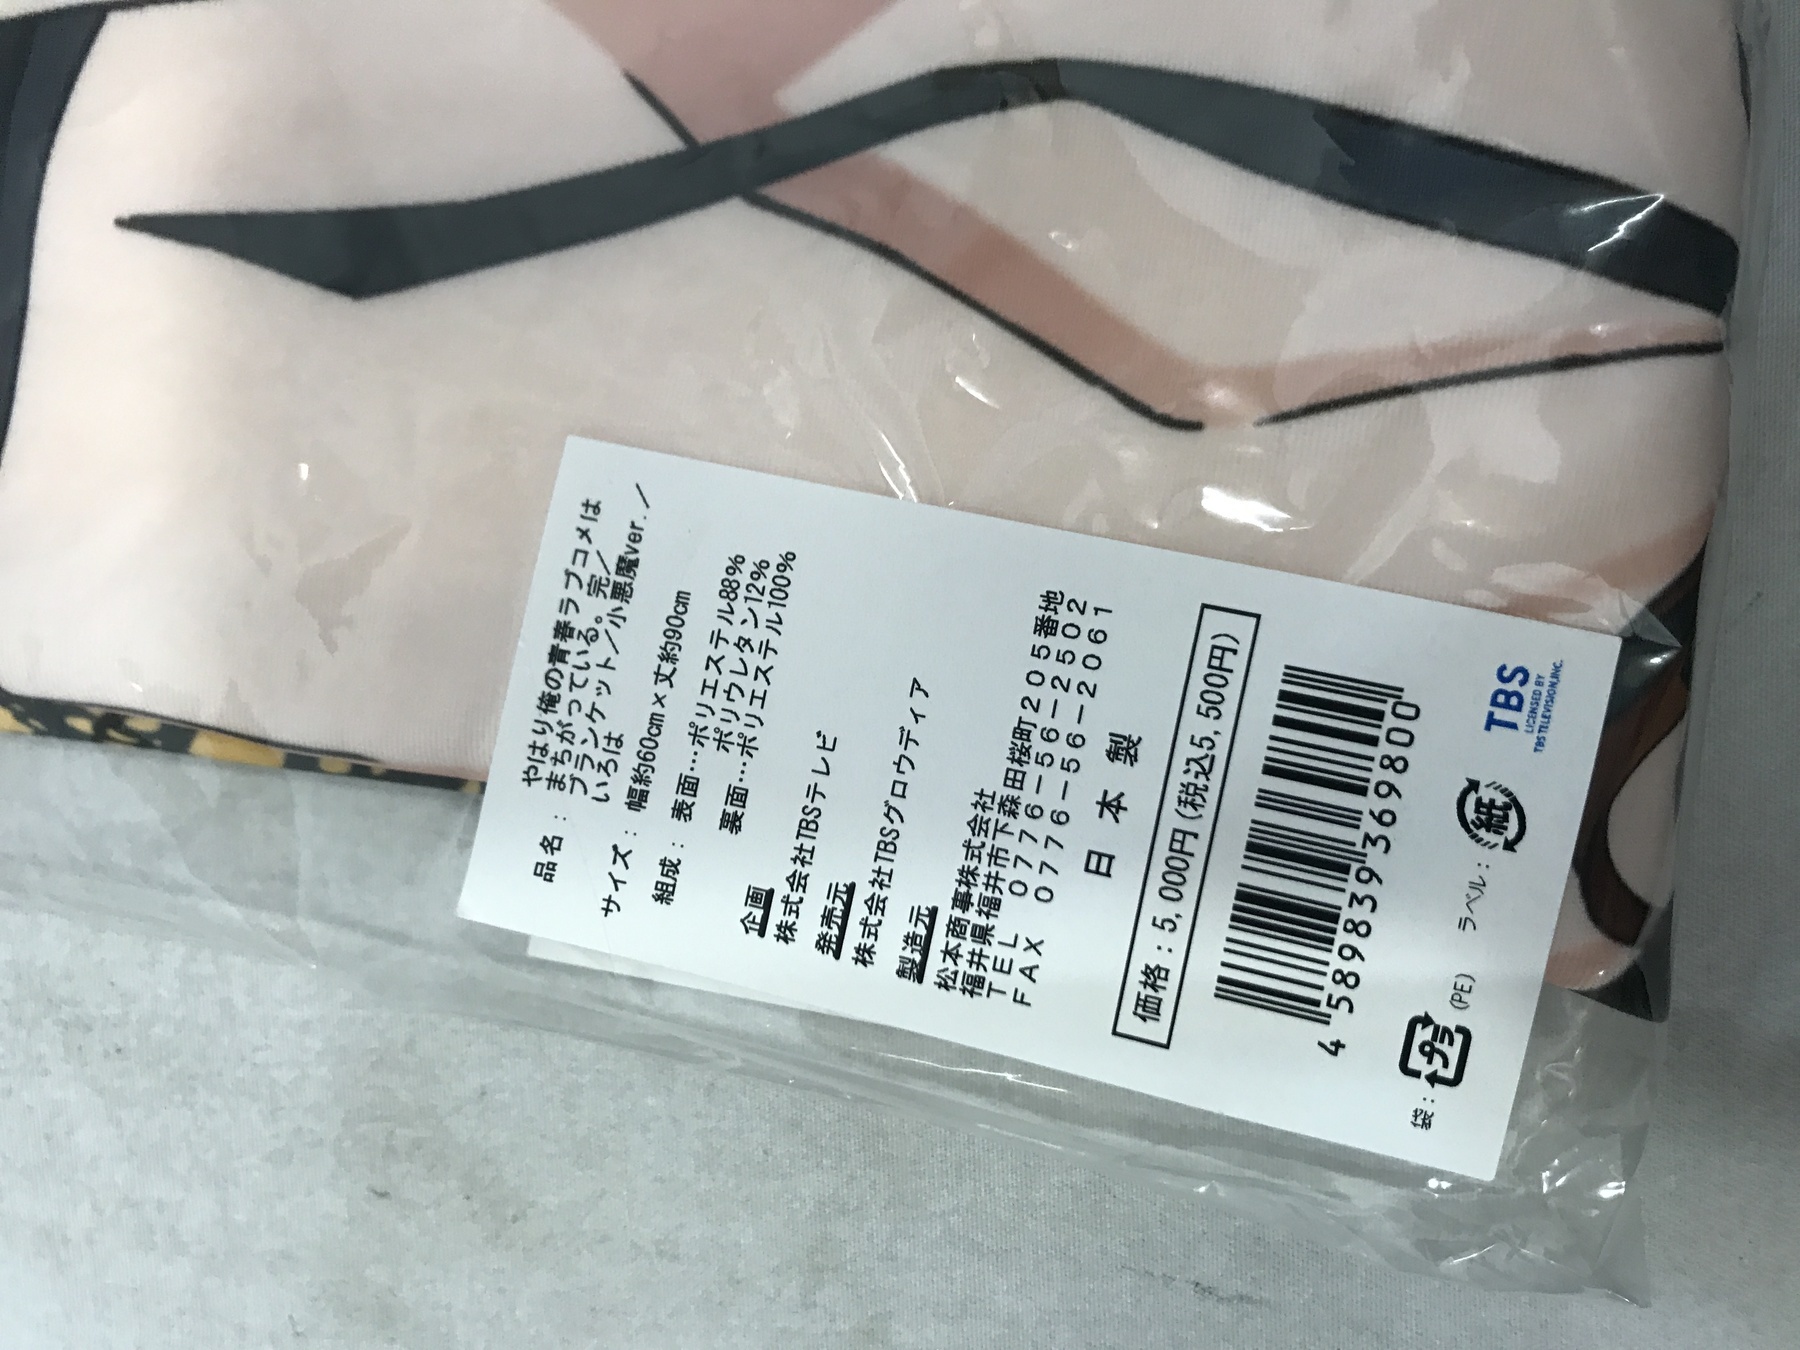 品名：やはり俺の青春ラブコメは
まちがっている。完／
ブランケット／小悪魔ver.／
いろは
サイズ：幅約60cm×丈約90cm
組成：表面…ポリエステル88%
ポリウレタン12%
裏面…ポリエステル100%
企画
株式会社TBSテレビ
発売元
株式会社TBSグロウディア
製造元
松本商事株式会社
福井県福井市下森田桜町２０５番地
ＴＥＬ　０７７６－５６－２５０２
ＦＡＸ　０７７６－５６－２０６１
日本製
価格：5,000円(税込5,500円)
4589839369800
袋：プラ (PE) ラベル：紙
TBS
LICENSED BY
TBS TELEVISION,INC.